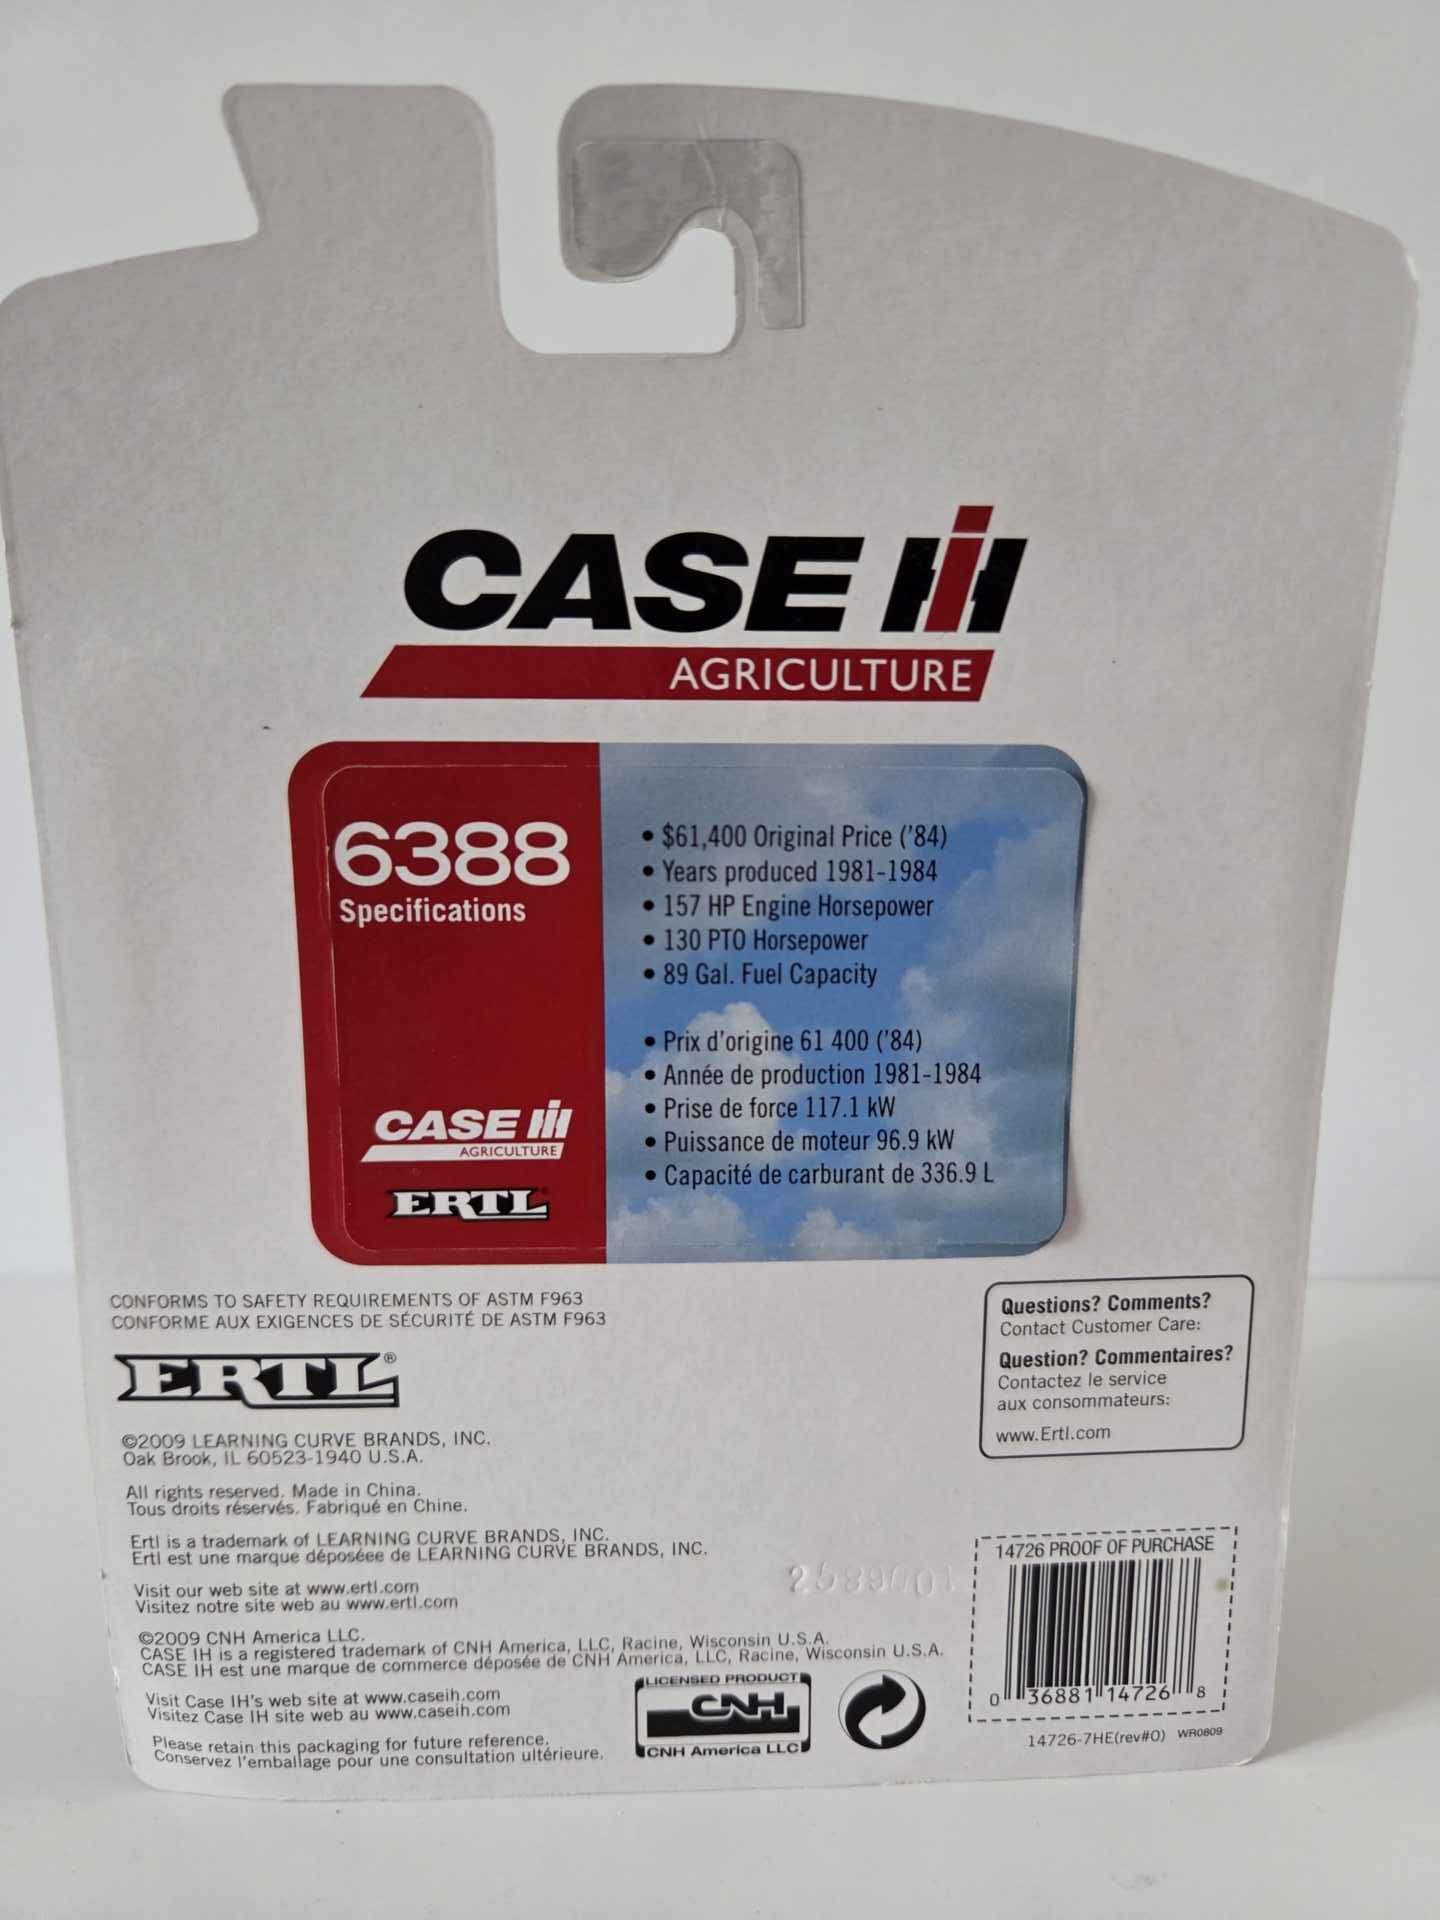 CASE IH
AGRICULTURE
6388
Specifications
• $61,400 Original Price ('84)
• Years produced 1981-1984
• 157 HP Engine Horsepower
• 130 PTO Horsepower
• 89 Gal. Fuel Capacity
• Prix d'origine 61 400 ('84)
• Année de production 1981-1984
• Prise de force 117.1 kW
• Puissance de moteur 96.9 kW
• Capacité de carburant de 336.9 L
CASE IH
AGRICULTURE
ERTL
CONFORMS TO SAFETY REQUIREMENTS OF ASTM F963
CONFORME AUX EXIGENCES DE SÉCURITÉ DE ASTM F963
ERTL®
©2009 LEARNING CURVE BRANDS, INC.
Oak Brook, IL 60523-1940 U.S.A.
All rights reserved. Made in China.
Tous droits réservés. Fabriqué en Chine.
Ertl is a trademark of LEARNING CURVE BRANDS, INC.
Ertl est une marque déposéee de LEARNING CURVE BRANDS, INC.
Visit our web site at www.ertl.com
Visitez notre site web au www.ertl.com
©2009 CNH America LLC.
CASE IH is a registered trademark of CNH America, LLC, Racine, Wisconsin U.S.A.
CASE IH est une marque de commerce déposée de CNH America, LLC, Racine, Wisconsin U.S.A.
Visit Case IH's web site at www.caseih.com
Visitez Case IH site web au www.caseih.com
Please retain this packaging for future reference.
Conservez l'emballage pour une consultation ultérieure.
LICENSED PRODUCT
CNH
CNH America LLC
Questions? Comments?
Contact Customer Care:
Question? Commentaires?
Contactez le service
aux consommateurs:
www.Ertl.com
14726 PROOF OF PURCHASE
0 36881 14726 8
14726-7HE(rev#0) WR0809